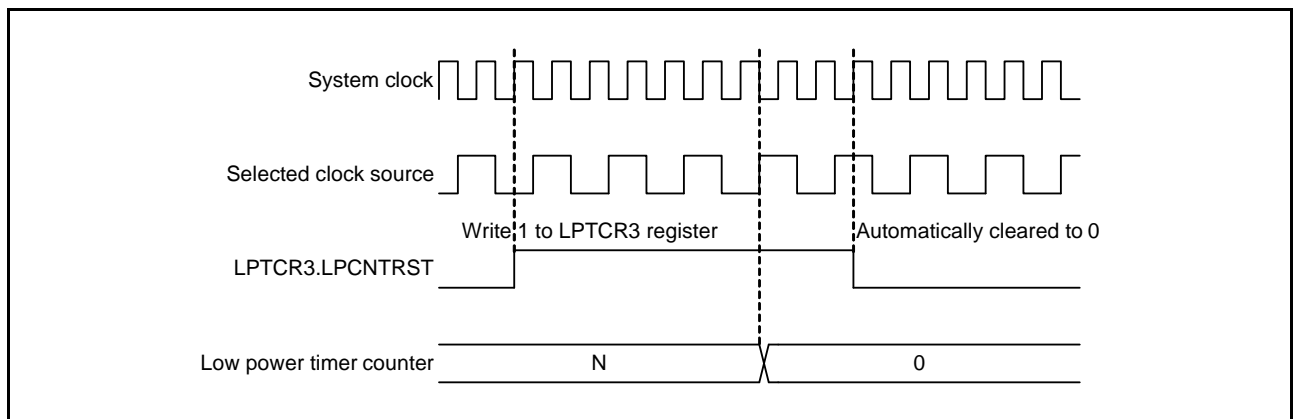 System clock
Selected clock source
Write 1 to LPTCR3 register
Automatically cleared to 0
LPTCR3.LPCNTRST
Low power timer counter
N
0